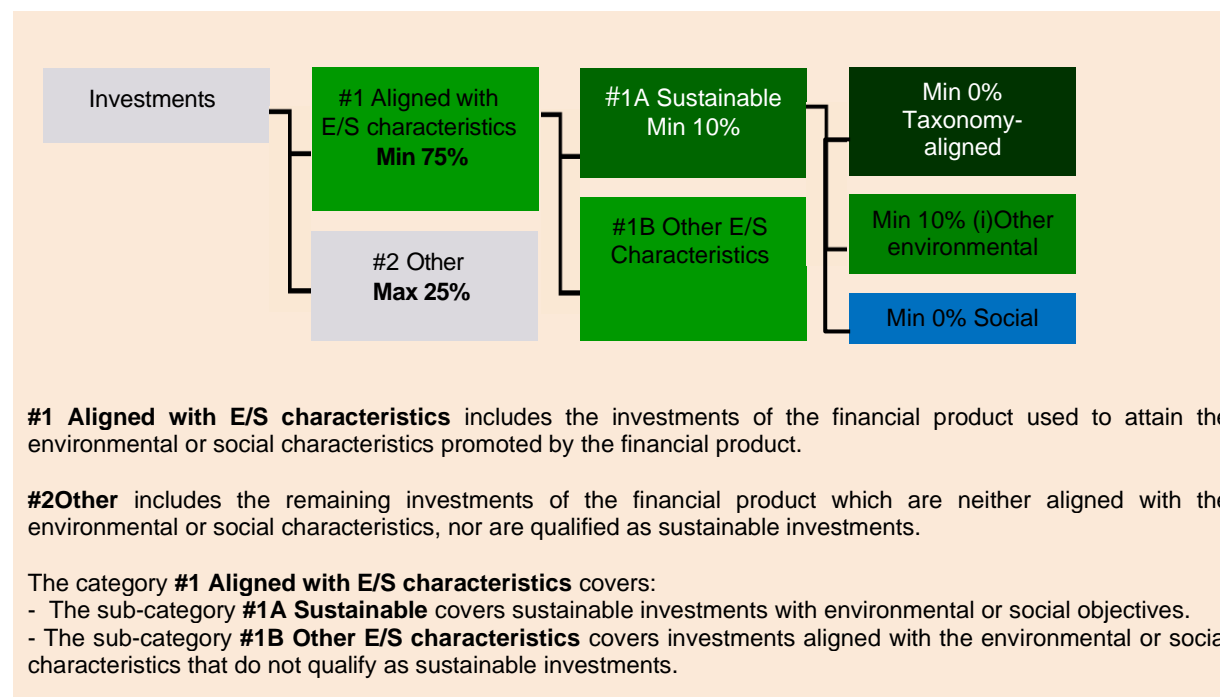 Investments
#1 Aligned with
E/S characteristics
Min 75%
#2 Other
Max 25%
#1A Sustainable
Min 10%
#1B Other E/S
Characteristics
Min 0%
Taxonomy-
aligned
Min 10% (i)Other
environmental
Min 0% Social
#1 Aligned with E/S characteristics includes the investments of the financial product used to attain the
environmental or social characteristics promoted by the financial product.
#2Other includes the remaining investments of the financial product which are neither aligned with the
environmental or social characteristics, nor are qualified as sustainable investments.
The category #1 Aligned with E/S characteristics covers:
- The sub-category #1A Sustainable covers sustainable investments with environmental or social objectives.
- The sub-category #1B Other E/S characteristics covers investments aligned with the environmental or social
characteristics that do not qualify as sustainable investments.